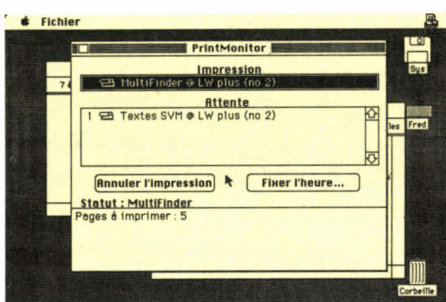 Fichier
PrintMonitor
Impression
MultiFinder @ LW plus (no 2)
Attente
1 Textes SVM @ LW plus (no 2)
Annuler l'impression
Fixer l'heure...
Statut : MultiFinder
Pages à imprimer : 5
Sys
Fred
Corbeille